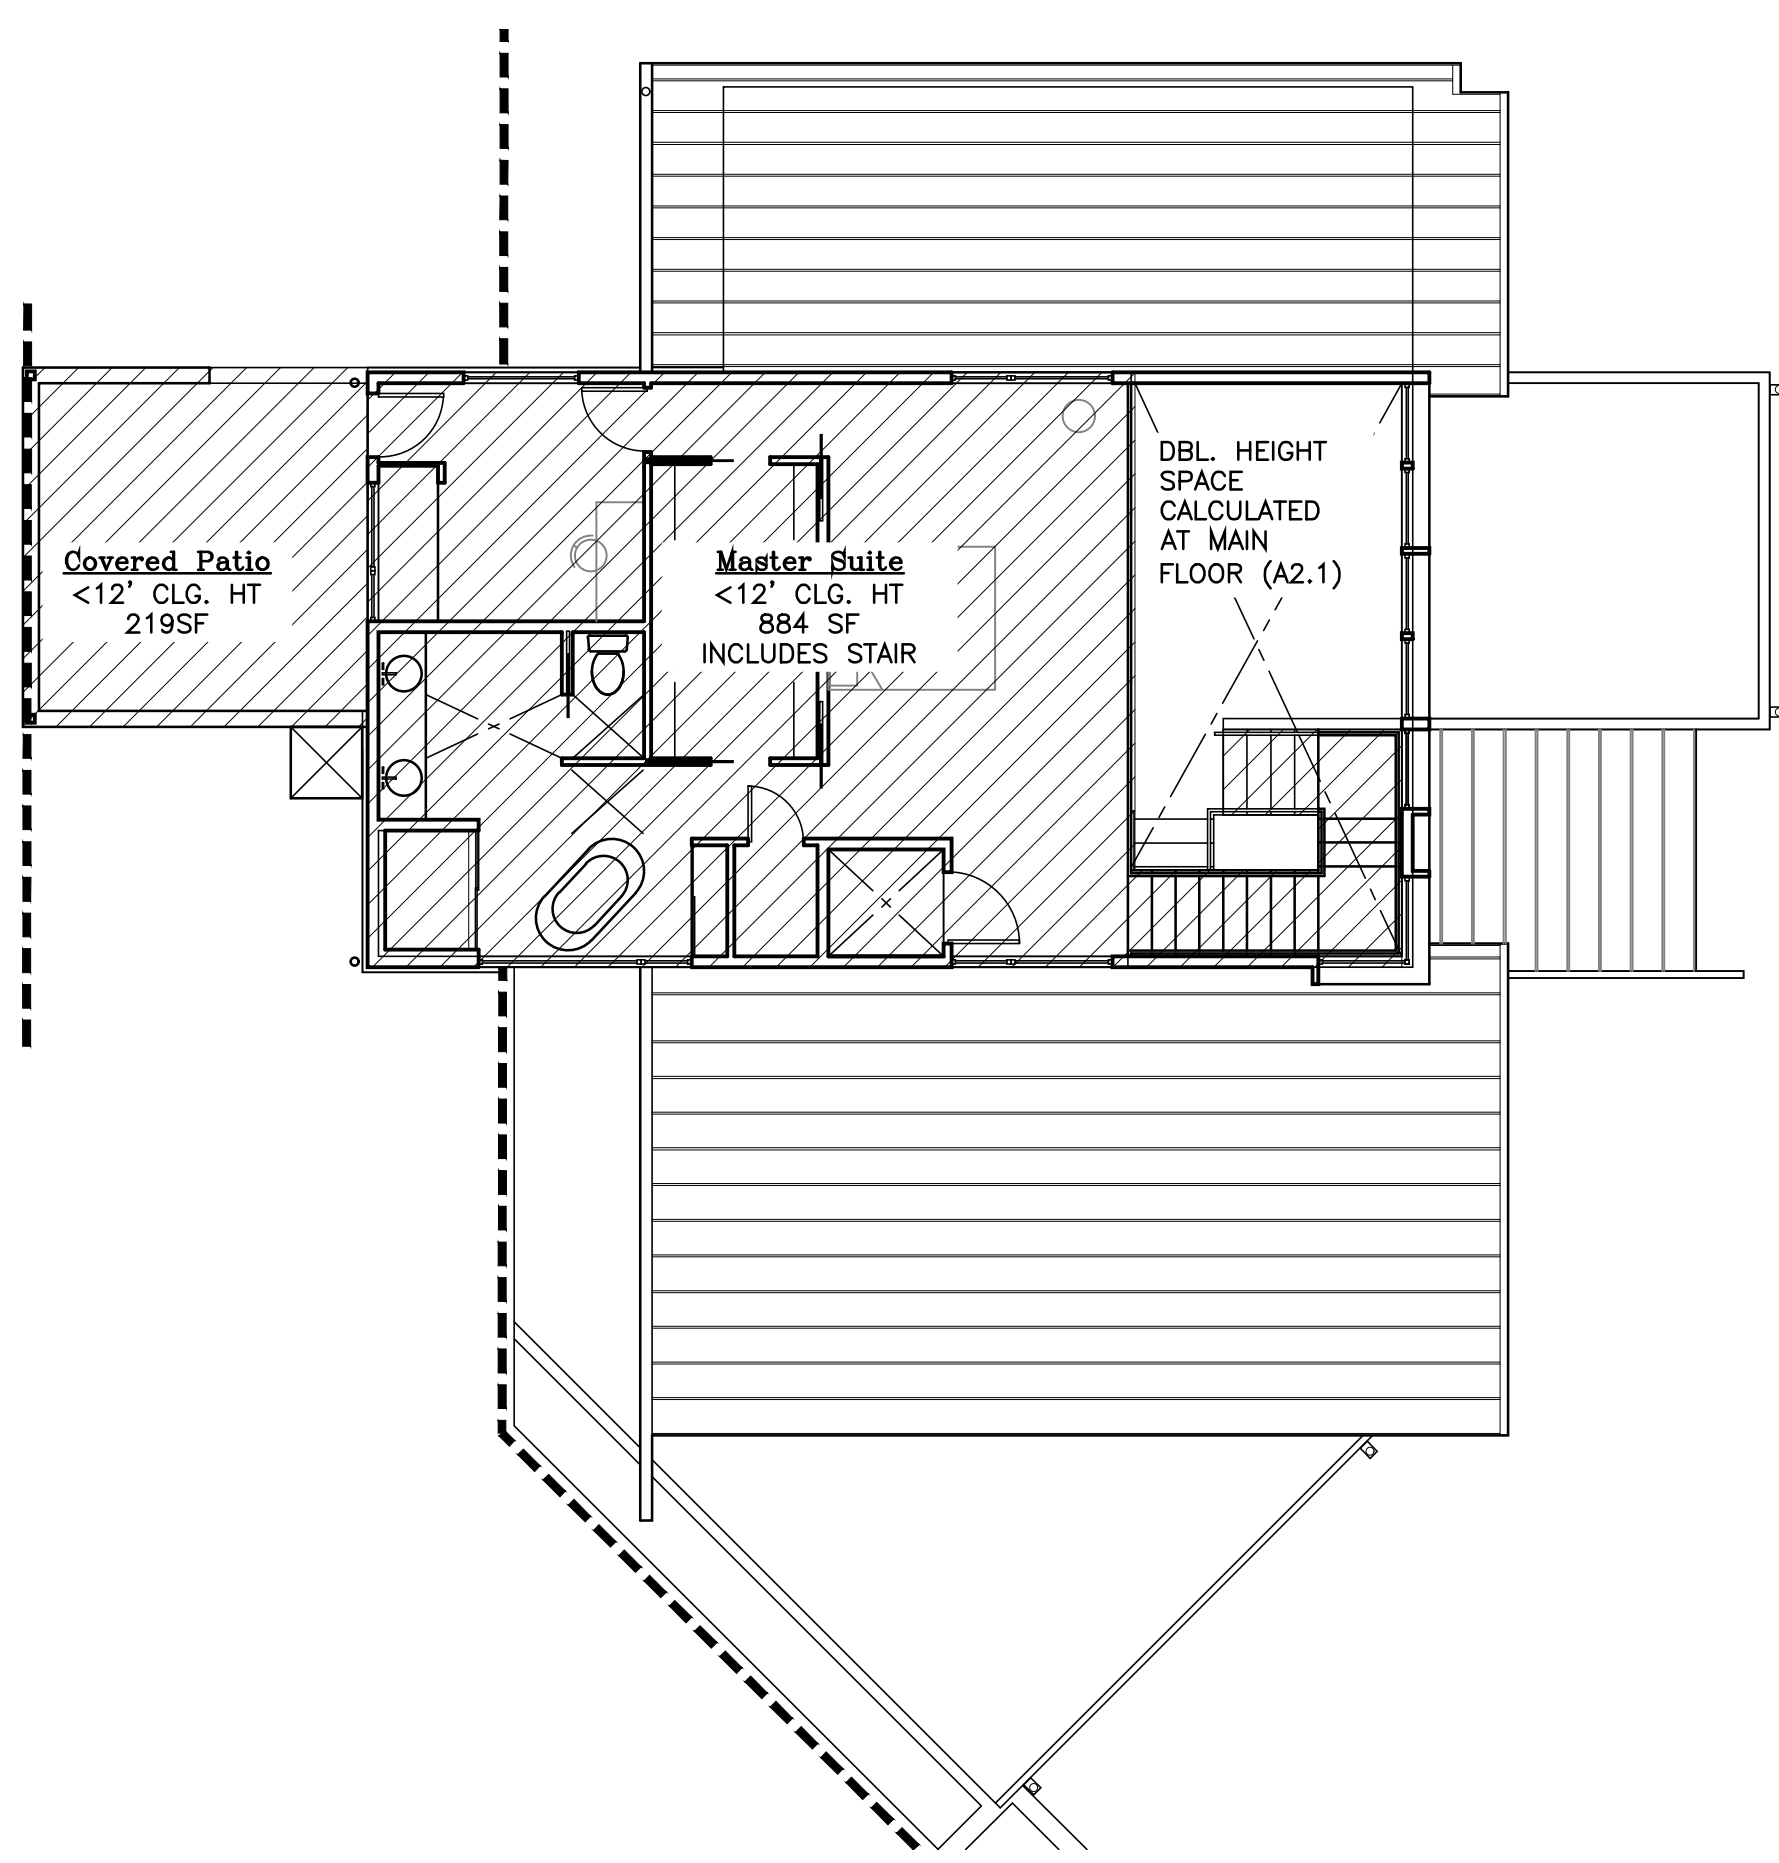 Covered Patio
<12' CLG. HT
219SF
Master Suite
<12' CLG. HT
884 SF
INCLUDES STAIR
DBL. HEIGHT
SPACE
CALCULATED
AT MAIN
FLOOR (A2.1)